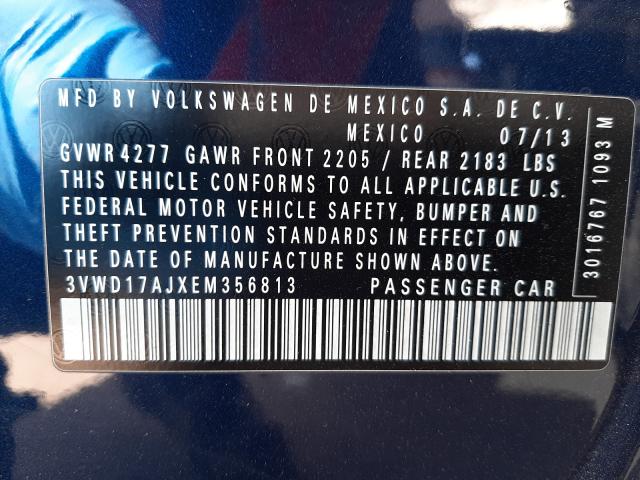 MFD BY VOLKSWAGEN DE MEXICO S.A. DE C.V.
MEXICO 07/13
GVWR 4277 GAWR FRONT 2205 / REAR 2183 LBS
THIS VEHICLE CONFORMS TO ALL APPLICABLE U.S.
FEDERAL MOTOR VEHICLE SAFETY, BUMPER AND
THEFT PREVENTION STANDARDS IN EFFECT ON
THE DATE OF MANUFACTURE SHOWN ABOVE.
3VWD17AJXEM356813 PASSENGER CAR
3016767 1093 M